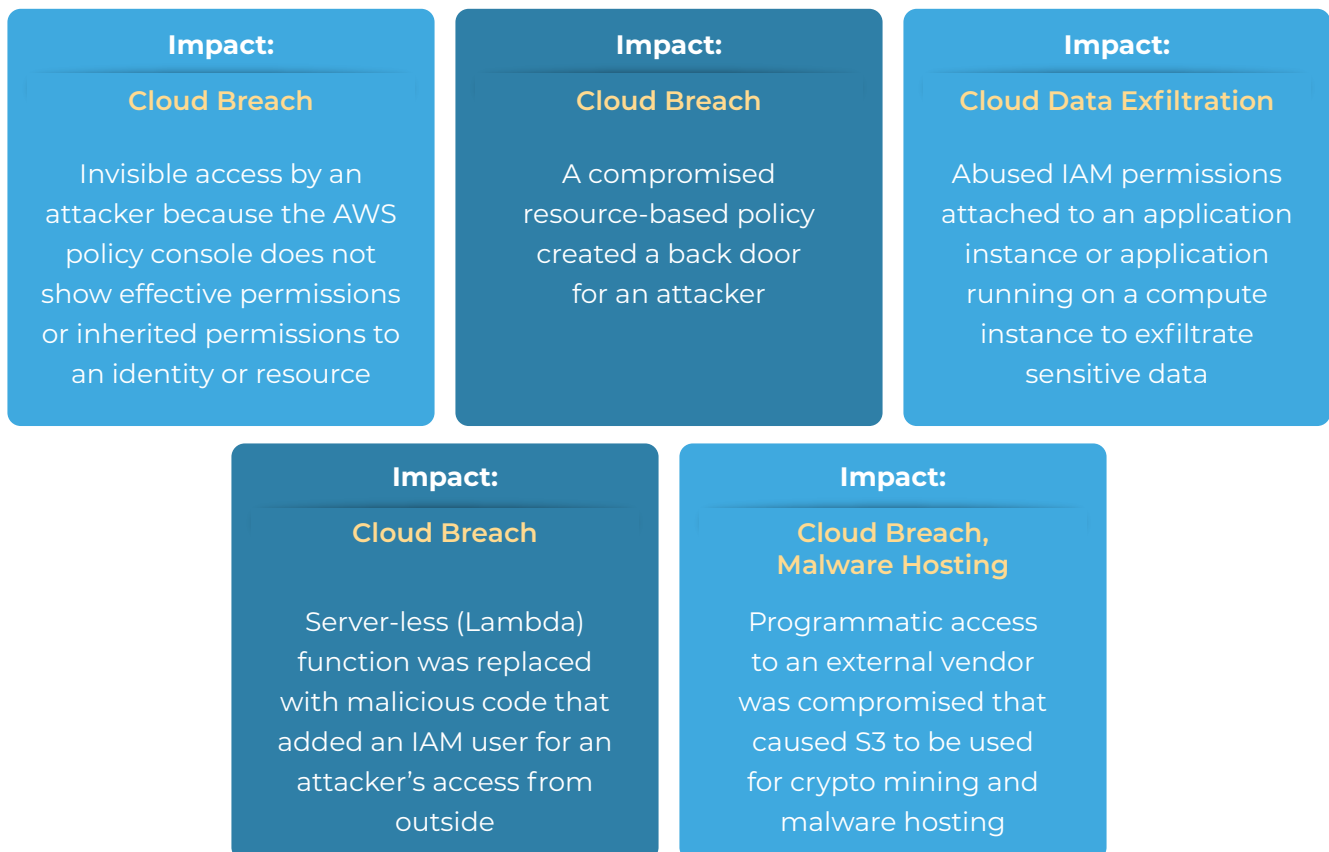 Impact:
Cloud Breach
Invisible access by an
attacker because the AWS
policy console does not
show effective permissions
or inherited permissions to
an identity or resource
Impact:
Cloud Breach
A compromised
resource-based policy
created a back door
for an attacker
Impact:
Cloud Data Exfiltration
Abused IAM permissions
attached to an application
instance or application
running on a compute
instance to exfiltrate
sensitive data
Impact:
Cloud Breach
Server-less (Lambda)
function was replaced
with malicious code that
added an IAM user for an
attacker’s access from
outside
Impact:
Cloud Breach,
Malware Hosting
Programmatic access
to an external vendor
was compromised that
caused S3 to be used
for crypto mining and
malware hosting